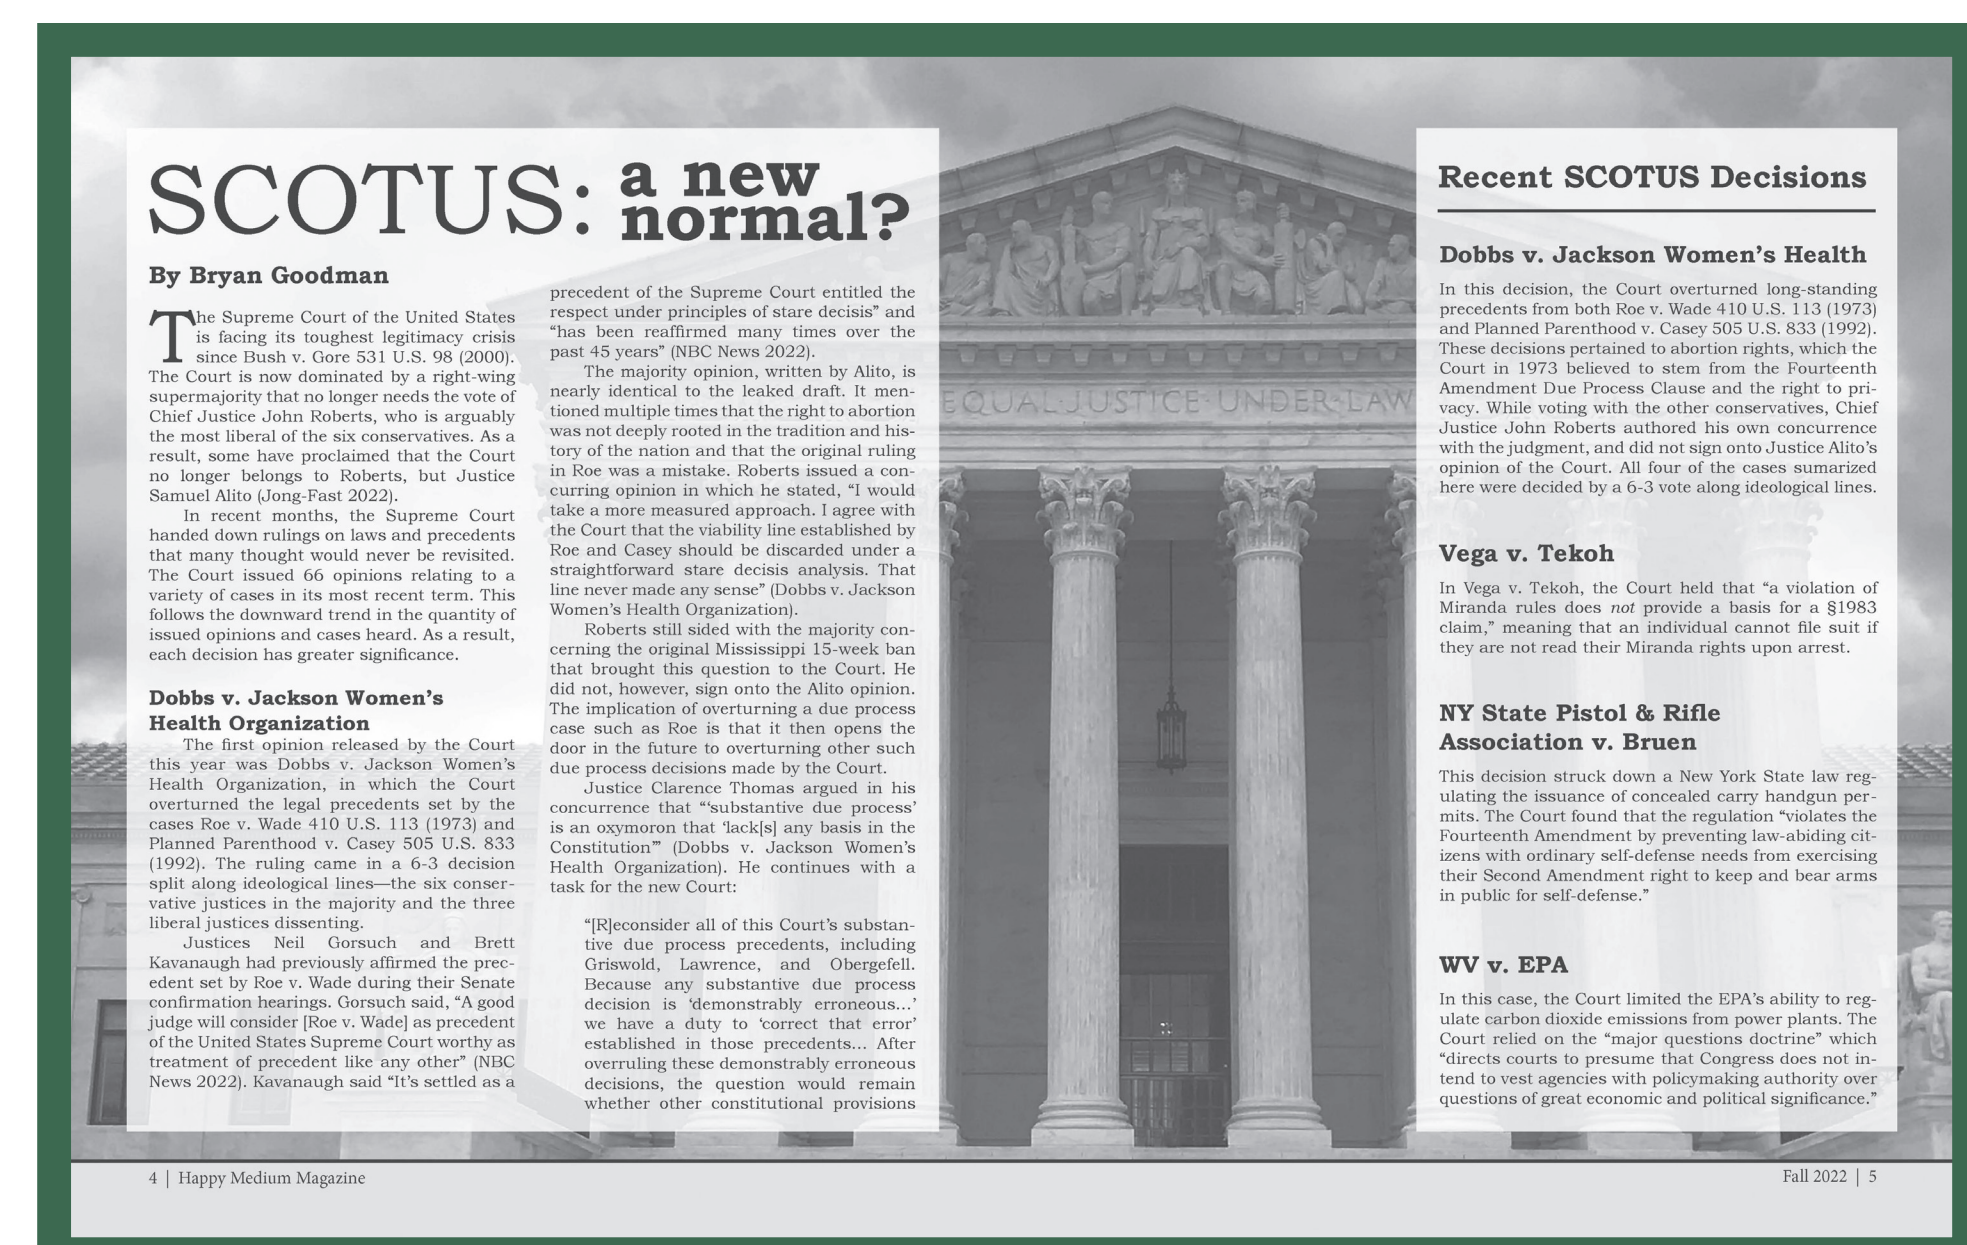 SCOTUS: a new
normal?
By Bryan Goodman
The Supreme Court of the United States
is facing its toughest legitimacy crisis
since Bush v. Gore 531 U.S. 98 (2000).
The Court is now dominated by a right-wing
supermajority that no longer needs the vote of
Chief Justice John Roberts, who is arguably
the most liberal of the six conservatives. As a
result, some have proclaimed that the Court
no longer belongs to Roberts, but Justice
Samuel Alito (Jong-Fast 2022).
In recent months, the Supreme Court
handed down rulings on laws and precedents
that many thought would never be revisited.
The Court issued 66 opinions relating to a
variety of cases in its most recent term. This
follows the downward trend in the quantity of
issued opinions and cases heard. As a result,
each decision has greater significance.
Dobbs v. Jackson Women's
Health Organization
The first opinion released by the Court
this year was Dobbs v. Jackson Women's
Health Organization, in which the Court
overturned the legal precedents set by the
cases Roe v. Wade 410 U.S. 113 (1973) and
Planned Parenthood v. Casey 505 U.S. 833
(1992). The ruling came in a 6-3 decision
split along ideological lines—the six conser-
vative justices in the majority and the three
liberal justices dissenting.
Justices Neil Gorsuch and Brett
Kavanaugh had previously affirmed the prec-
edent set by Roe v. Wade during their Senate
confirmation hearings. Gorsuch said, “A good
judge will consider [Roe v. Wade] as precedent
of the United States Supreme Court worthy as
treatment of precedent like any other” (NBC
News 2022). Kavanaugh said “It’s settled as a
precedent of the Supreme Court entitled the
respect under principles of stare decisis” and
“has been reaffirmed many times over the
past 45 years” (NBC News 2022).
The majority opinion, written by Alito, is
nearly identical to the leaked draft. It men-
tioned multiple times that the right to abortion
was not deeply rooted in the tradition and his-
tory of the nation and that the original ruling
in Roe was a mistake. Roberts issued a con-
curring opinion in which he stated, “I would
take a more measured approach. I agree with
the Court that the viability line established by
Roe and Casey should be discarded under a
straightforward stare decisis analysis. That
line never made any sense” (Dobbs v. Jackson
Women’s Health Organization).
Roberts still sided with the majority con-
cerning the original Mississippi 15-week ban
that brought this question to the Court. He
did not, however, sign onto the Alito opinion.
The implication of overturning a due process
case such as Roe is that it then opens the
door in the future to overturning other such
due process decisions made by the Court.
Justice Clarence Thomas argued in his
concurrence that “‘substantive due process’
is an oxymoron that ‘lack[s] any basis in the
Constitution’” (Dobbs v. Jackson Women’s
Health Organization). He continues with a
task for the new Court:
“[R]econsider all of this Court’s substan-
tive due process precedents, including
Griswold, Lawrence, and Obergefell.
Because any substantive due process
decision is ‘demonstrably erroneous...’
we have a duty to ‘correct that error’
established in those precedents... After
overruling these demonstrably erroneous
decisions, the question would remain
whether other constitutional provisions
EQUAL·JUSTICE·UNDER·LAW
Recent SCOTUS Decisions
Dobbs v. Jackson Women’s Health
In this decision, the Court overturned long-standing
precedents from both Roe v. Wade 410 U.S. 113 (1973)
and Planned Parenthood v. Casey 505 U.S. 833 (1992).
These decisions pertained to abortion rights, which the
Court in 1973 believed to stem from the Fourteenth
Amendment Due Process Clause and the right to pri-
vacy. While voting with the other conservatives, Chief
Justice John Roberts authored his own concurrence
with the judgment, and did not sign onto Justice Alito’s
opinion of the Court. All four of the cases sumarized
here were decided by a 6-3 vote along ideological lines.
Vega v. Tekoh
In Vega v. Tekoh, the Court held that “a violation of
Miranda rules does not provide a basis for a §1983
claim,” meaning that an individual cannot file suit if
they are not read their Miranda rights upon arrest.
NY State Pistol & Rifle
Association v. Bruen
This decision struck down a New York State law reg-
ulating the issuance of concealed carry handgun per-
mits. The Court found that the regulation “violates the
Fourteenth Amendment by preventing law-abiding cit-
izens with ordinary self-defense needs from exercising
their Second Amendment right to keep and bear arms
in public for self-defense.”
WV v. EPA
In this case, the Court limited the EPA’s ability to reg-
ulate carbon dioxide emissions from power plants. The
Court relied on the “major questions doctrine” which
“directs courts to presume that Congress does not in-
tend to vest agencies with policymaking authority over
questions of great economic and political significance.”
4 | Happy Medium Magazine
Fall 2022 | 5